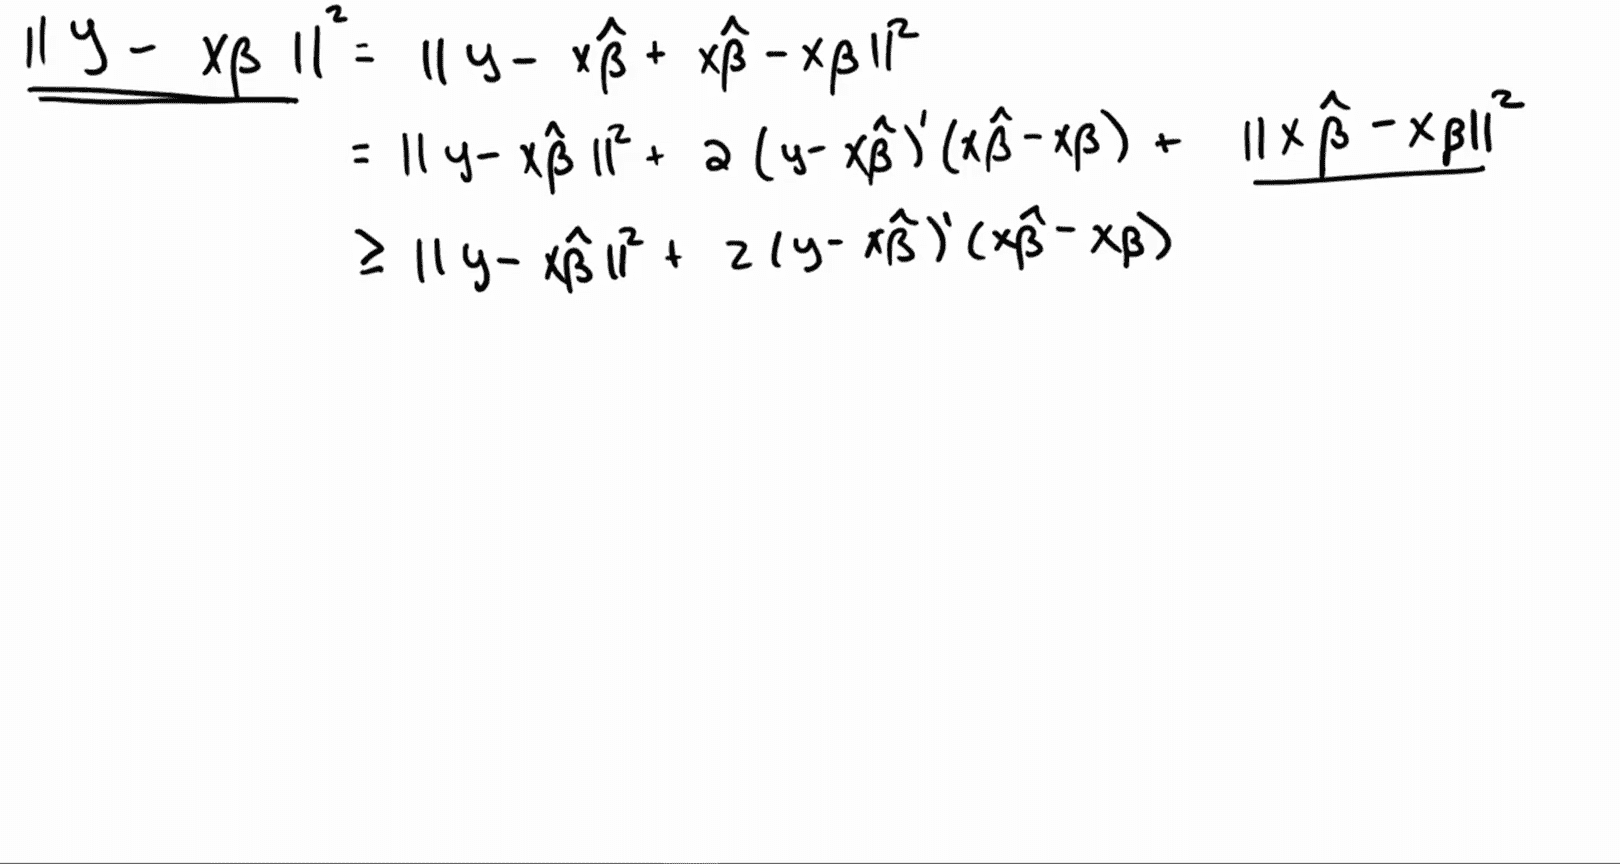 ‖y - xβ‖² = ‖y - xβ̂ + xβ̂ - xβ‖²
= ‖y - xβ̂‖² + 2(y - xβ̂)'(xβ̂ - xβ) + ‖xβ̂ - xβ‖²
≥ ‖y - xβ̂‖² + 2(y - xβ̂)'(xβ̂ - xβ)